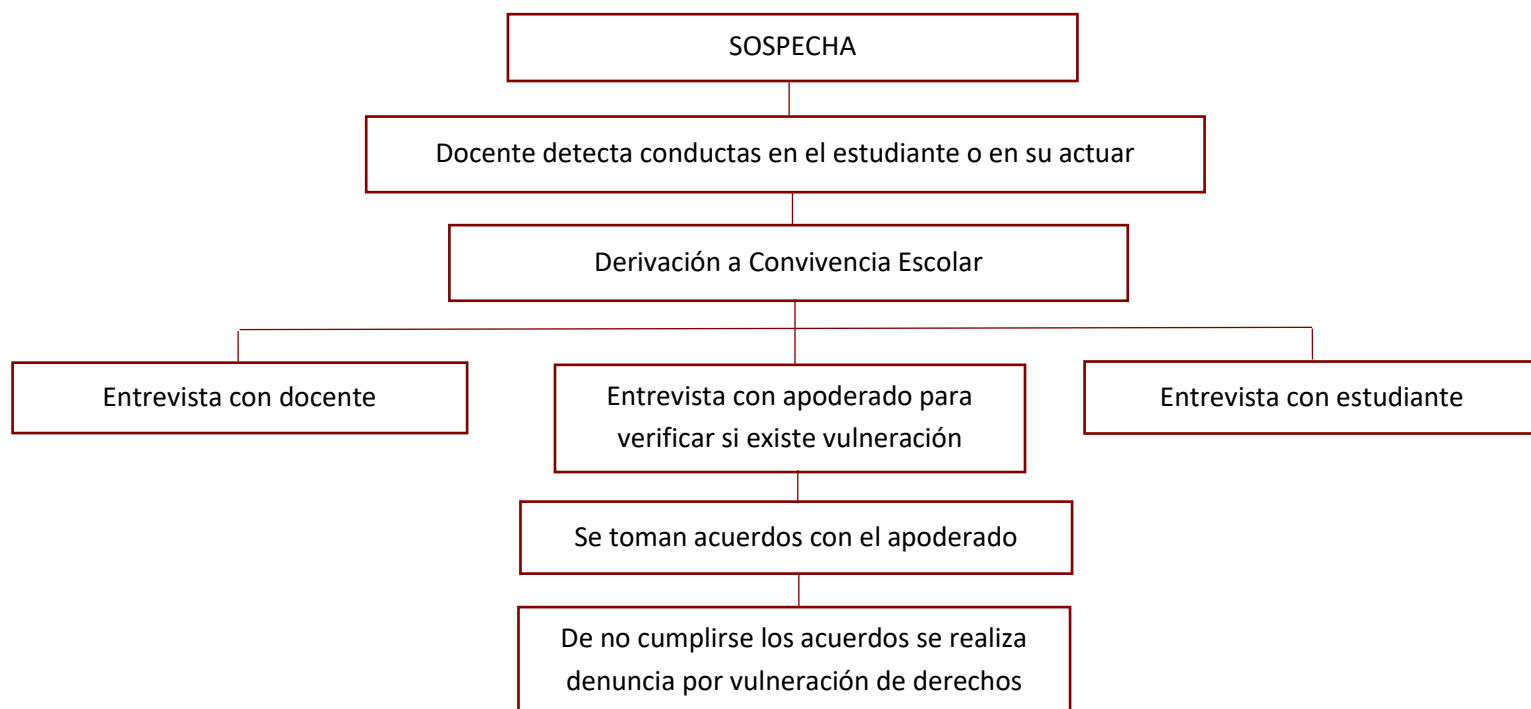 SOSPECHA
Docente detecta conductas en el estudiante o en su actuar
Derivación a Convivencia Escolar
Entrevista con docente
Entrevista con apoderado para
verificar si existe vulneración
Entrevista con estudiante
Se toman acuerdos con el apoderado
De no cumplirse los acuerdos se realiza
denuncia por vulneración de derechos